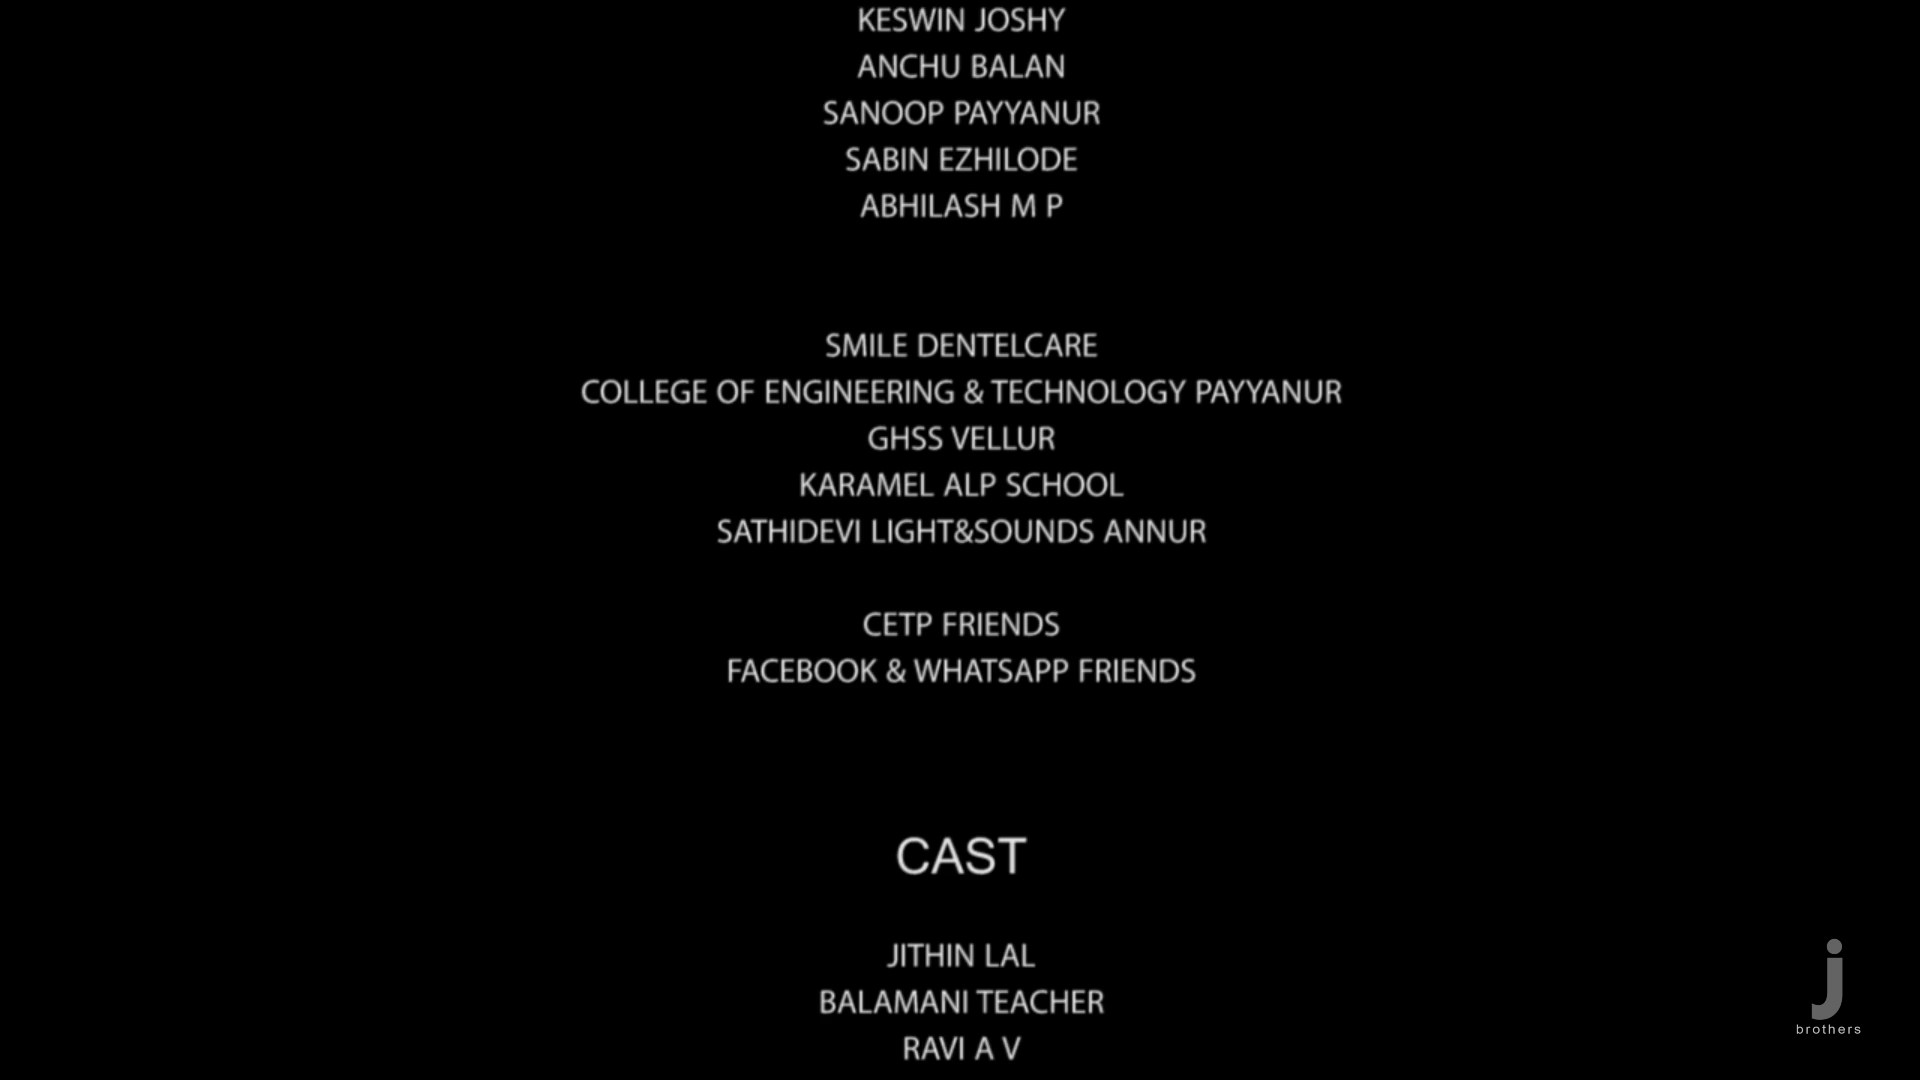 KESWIN JOSHY
ANCHU BALAN
SANOOP PAYYANUR
SABIN EZHILODE
ABHILASH M P
SMILE DENTELCARE
COLLEGE OF ENGINEERING & TECHNOLOGY PAYYANUR
GHSS VELLUR
KARAMEL ALP SCHOOL
SATHIDEVI LIGHT&SOUNDS ANNUR
CETP FRIENDS
FACEBOOK & WHATSAPP FRIENDS
CAST
JITHIN LAL
BALAMANI TEACHER
RAVI A V
j
brothers